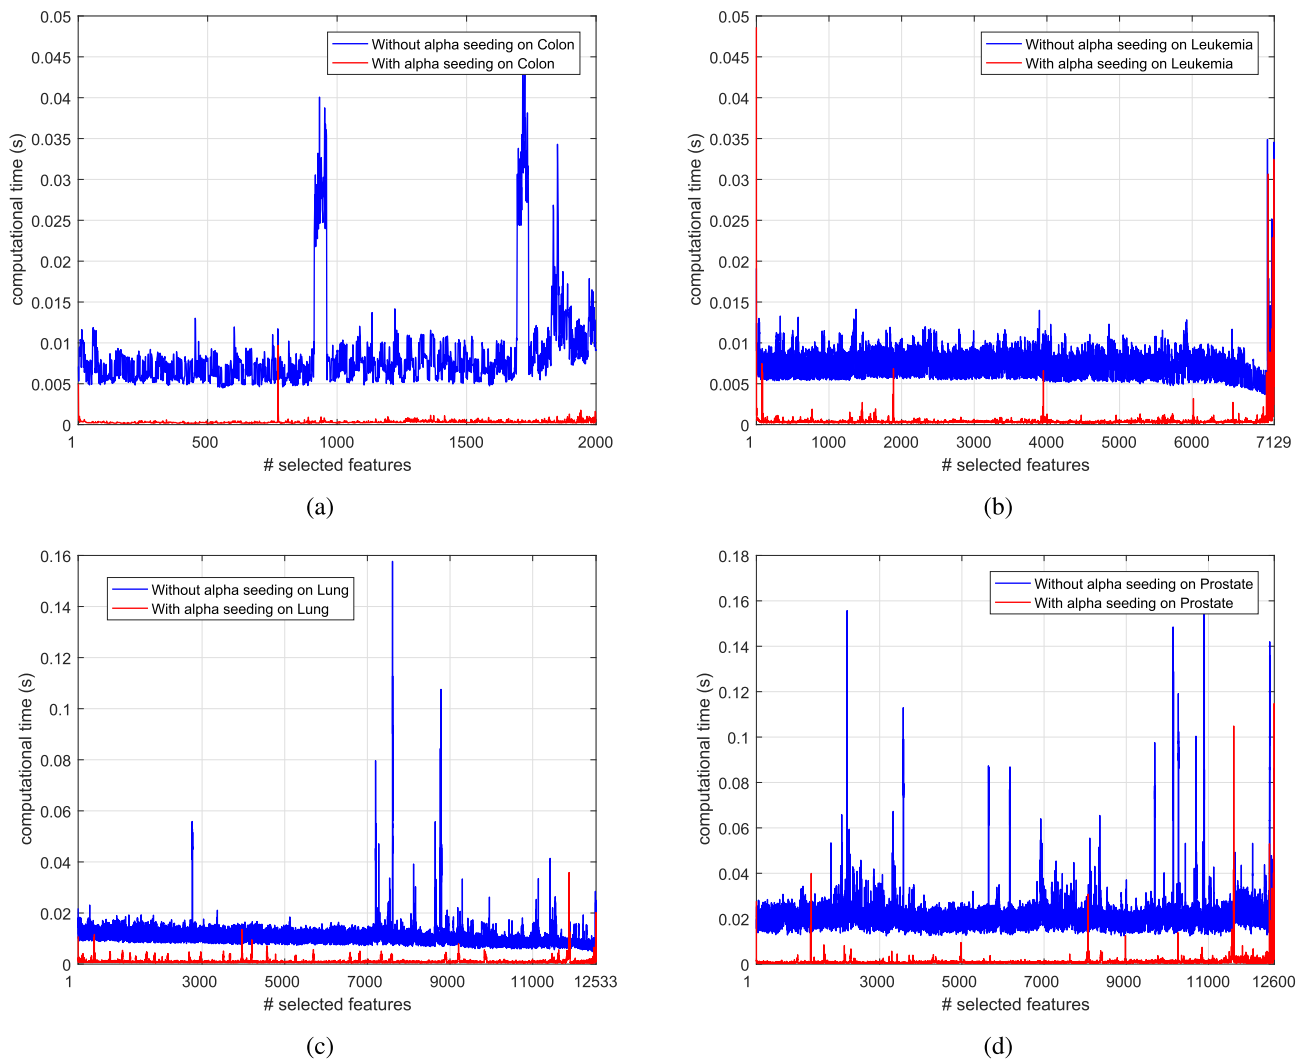 0.05
0.045
0.04
0.035
0.03
0.025
0.02
0.015
0.01
0.005
0
computational time (s)
Without alpha seeding on Colon
With alpha seeding on Colon
1 500 1000 1500 2000
# selected features
(a)
0.05
0.045
0.04
0.035
0.03
0.025
0.02
0.015
0.01
0.005
0
computational time (s)
Without alpha seeding on Leukemia
With alpha seeding on Leukemia
1 1000 2000 3000 4000 5000 6000 7129
# selected features
(b)
0.16
0.14
0.12
0.1
0.08
0.06
0.04
0.02
0
computational time (s)
Without alpha seeding on Lung
With alpha seeding on Lung
1 3000 5000 7000 9000 11000 12533
# selected features
(c)
0.18
0.16
0.14
0.12
0.1
0.08
0.06
0.04
0.02
0
computational time (s)
Without alpha seeding on Prostate
With alpha seeding on Prostate
1 3000 5000 7000 9000 11000 12600
# selected features
(d)